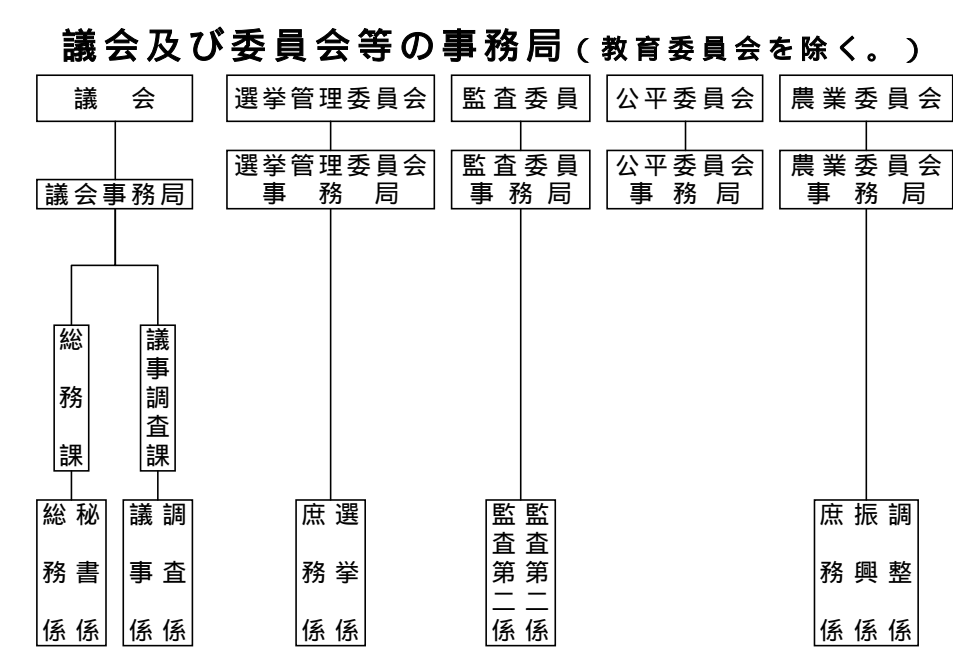 議会及び委員会等の事務局(教育委員会を除く。)
議会
選挙管理委員会
監査委員
公平委員会
農業委員会
議会事務局
選挙管理委員会
事務局
監査委員
事務局
公平委員会
事務局
農業委員会
事務局
総務課
議事調査課
総務係
秘書係
議事係
調査係
庶務係
選挙係
監査第二係
監査第二係
庶務係
振興係
調整係